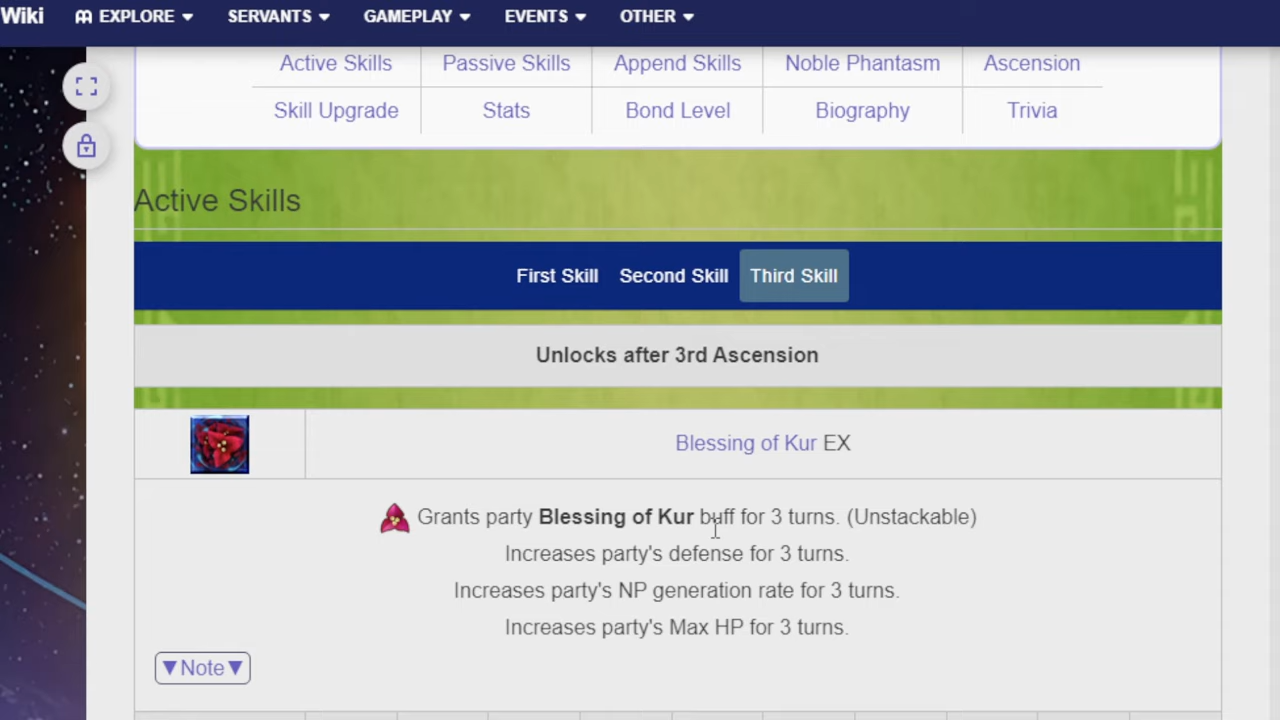 Wiki EXPLORE SERVANTS GAMEPLAY EVENTS OTHER
Active Skills Passive Skills Append Skills Noble Phantasm Ascension
Skill Upgrade Stats Bond Level Biography Trivia
Active Skills
First Skill Second Skill Third Skill
Unlocks after 3rd Ascension
Blessing of Kur EX
Grants party Blessing of Kur buff for 3 turns. (Unstackable)
Increases party's defense for 3 turns.
Increases party's NP generation rate for 3 turns.
Increases party's Max HP for 3 turns.
▼Note▼